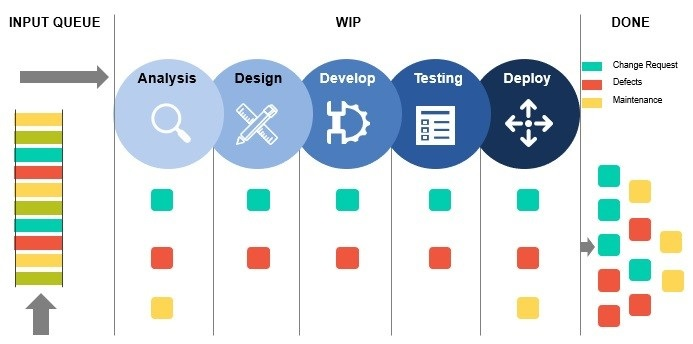 INPUT QUEUE
WIP
DONE
Analysis
Design
Develop
Testing
Deploy
Change Request
Defects
Maintenance